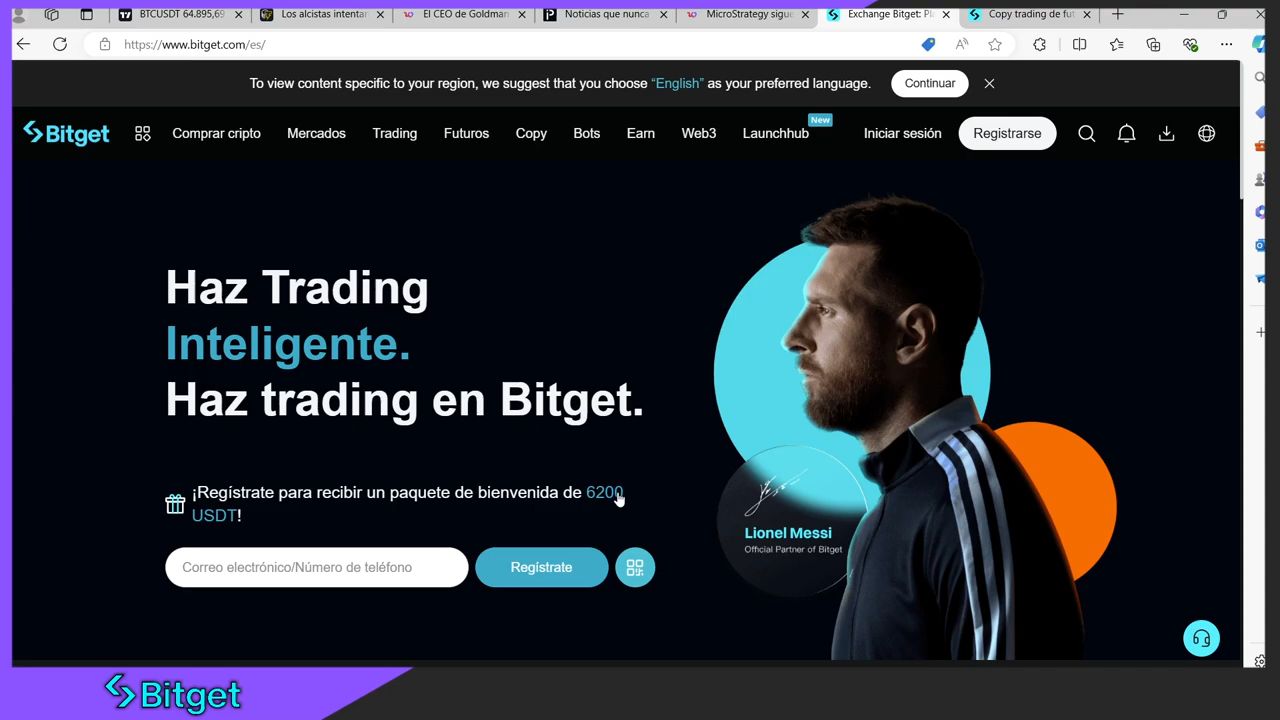 BTCUSDT 64.895,69
Los alcistas intentan
El CEO de Goldman
Noticias que nunca
MicroStrategy sigue
Exchange Bitget: Pl
Copy trading de fut
https://www.bitget.com/es/
To view content specific to your region, we suggest that you choose “English” as your preferred language.
Continuar
Bitget
Comprar cripto
Mercados
Trading
Futuros
Copy
Bots
Earn
Web3
Launchhub
New
Iniciar sesión
Registrarse
Haz Trading
Inteligente.
Haz trading en Bitget.
¡Regístrate para recibir un paquete de bienvenida de 6200
USDT!
Correo electrónico/Número de teléfono
Regístrate
Lionel Messi
Official Partner of Bitget
Bitget